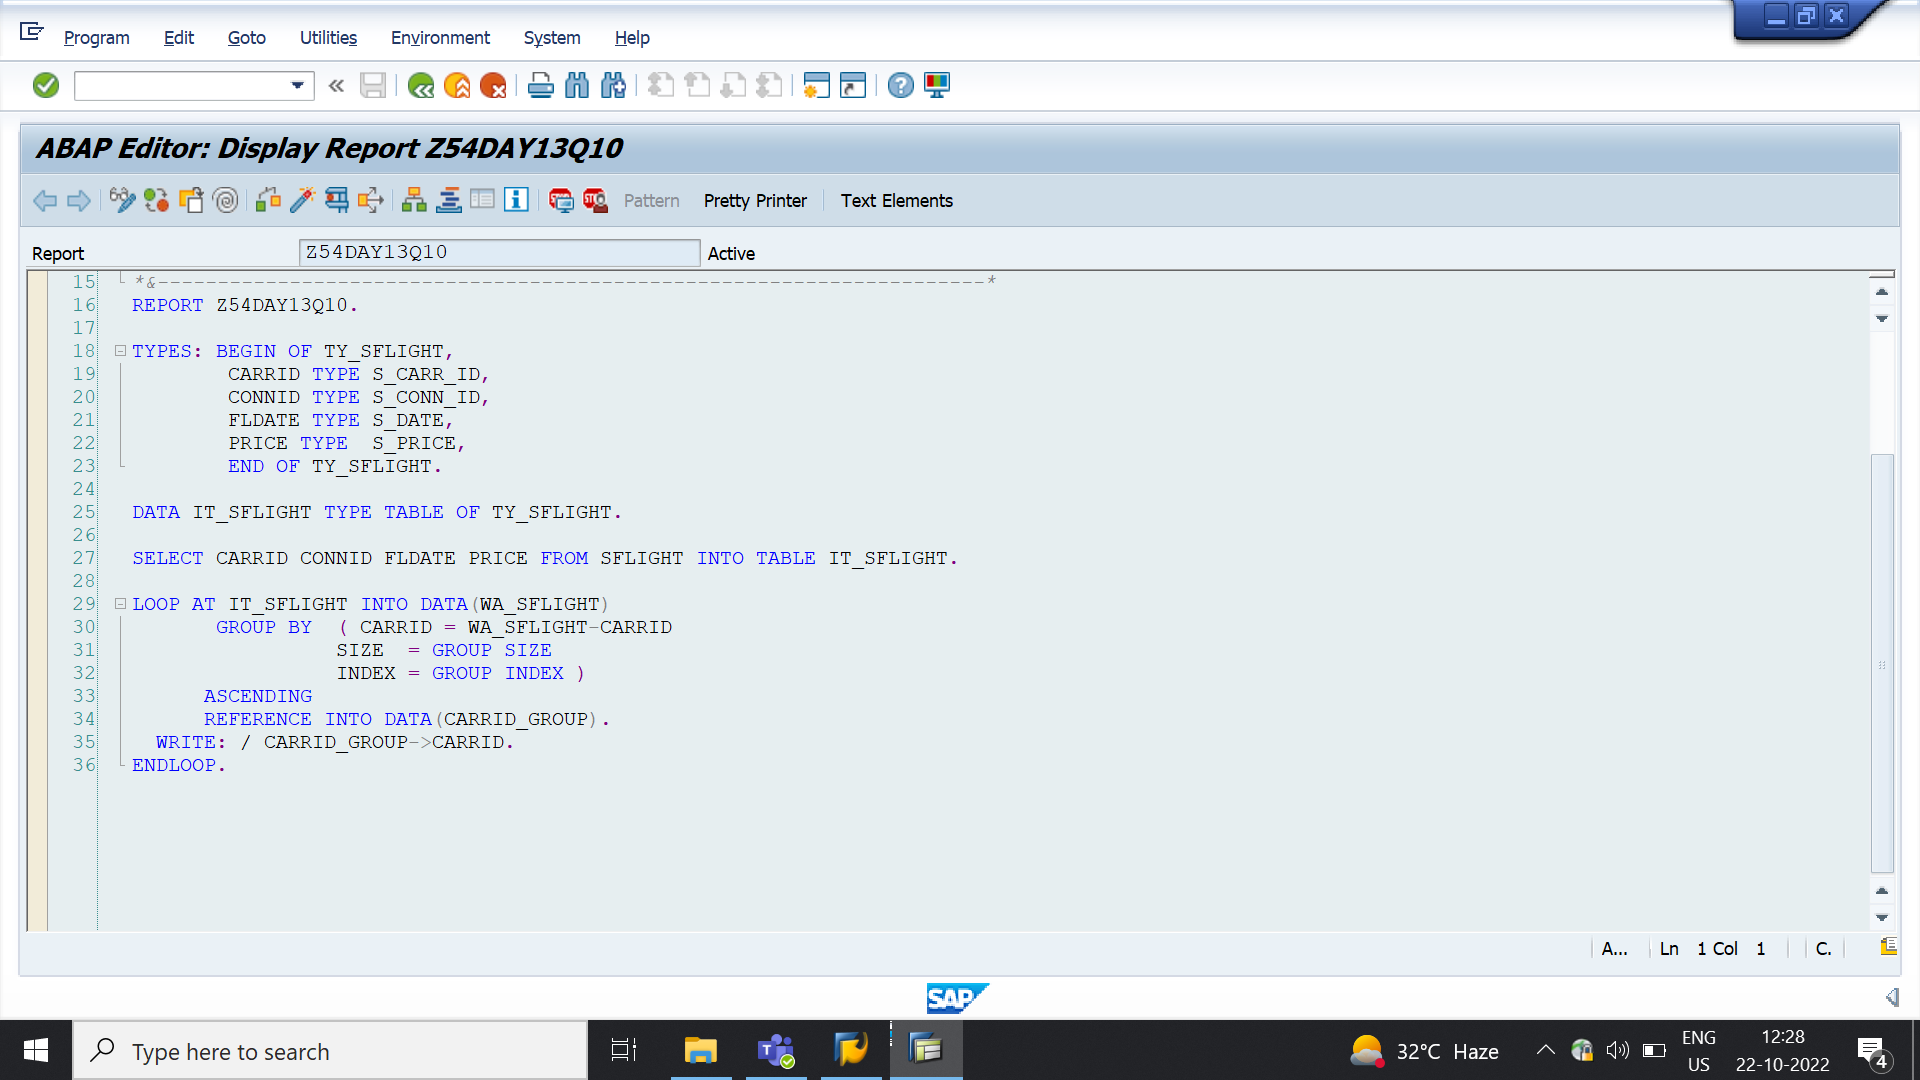 Program Edit Goto Utilities Environment System Help
ABAP Editor: Display Report Z54DAY13Q10
Pattern Pretty Printer Text Elements
Report Z54DAY13Q10 Active
15 *&---------------------------------------------------------------------*
16 REPORT Z54DAY13Q10.
17
18 TYPES: BEGIN OF TY_SFLIGHT,
19 CARRID TYPE S_CARR_ID,
20 CONNID TYPE S_CONN_ID,
21 FLDATE TYPE S_DATE,
22 PRICE TYPE  S_PRICE,
23 END OF TY_SFLIGHT.
24
25 DATA IT_SFLIGHT TYPE TABLE OF TY_SFLIGHT.
26
27 SELECT CARRID CONNID FLDATE PRICE FROM SFLIGHT INTO TABLE IT_SFLIGHT.
28
29 LOOP AT IT_SFLIGHT INTO DATA(WA_SFLIGHT)
30 GROUP BY  ( CARRID = WA_SFLIGHT-CARRID
31 SIZE  = GROUP SIZE
32 INDEX = GROUP INDEX )
33 ASCENDING
34 REFERENCE INTO DATA(CARRID_GROUP).
35 WRITE: / CARRID_GROUP->CARRID.
36 ENDLOOP.
A... Ln 1 Col 1 C.
SAP
Type here to search
32°C Haze
ENG
US
12:28
22-10-2022
4